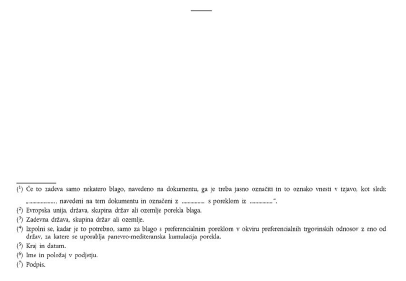 (¹) Če to zadeva samo nekatero blago, navedeno na dokumentu, ga je treba jasno označiti in to oznako vnesti v izjavo, kot sledi:
„................, navedeni na tem dokumentu in označeni z ............. s poreklom iz .............“.
(²) Evropska unija, država, skupina držav ali ozemlje porekla blaga.
(³) Zadevna država, skupina držav ali ozemlje.
(⁴) Izpolni se, kadar je to potrebno, samo za blago s preferencialnim poreklom v okviru preferencialnih trgovinskih odnosov z eno od
držav, za katere se uporablja panevro-mediteranska kumulacija porekla.
(⁵) Kraj in datum.
(⁶) Ime in položaj v podjetju.
(⁷) Podpis.